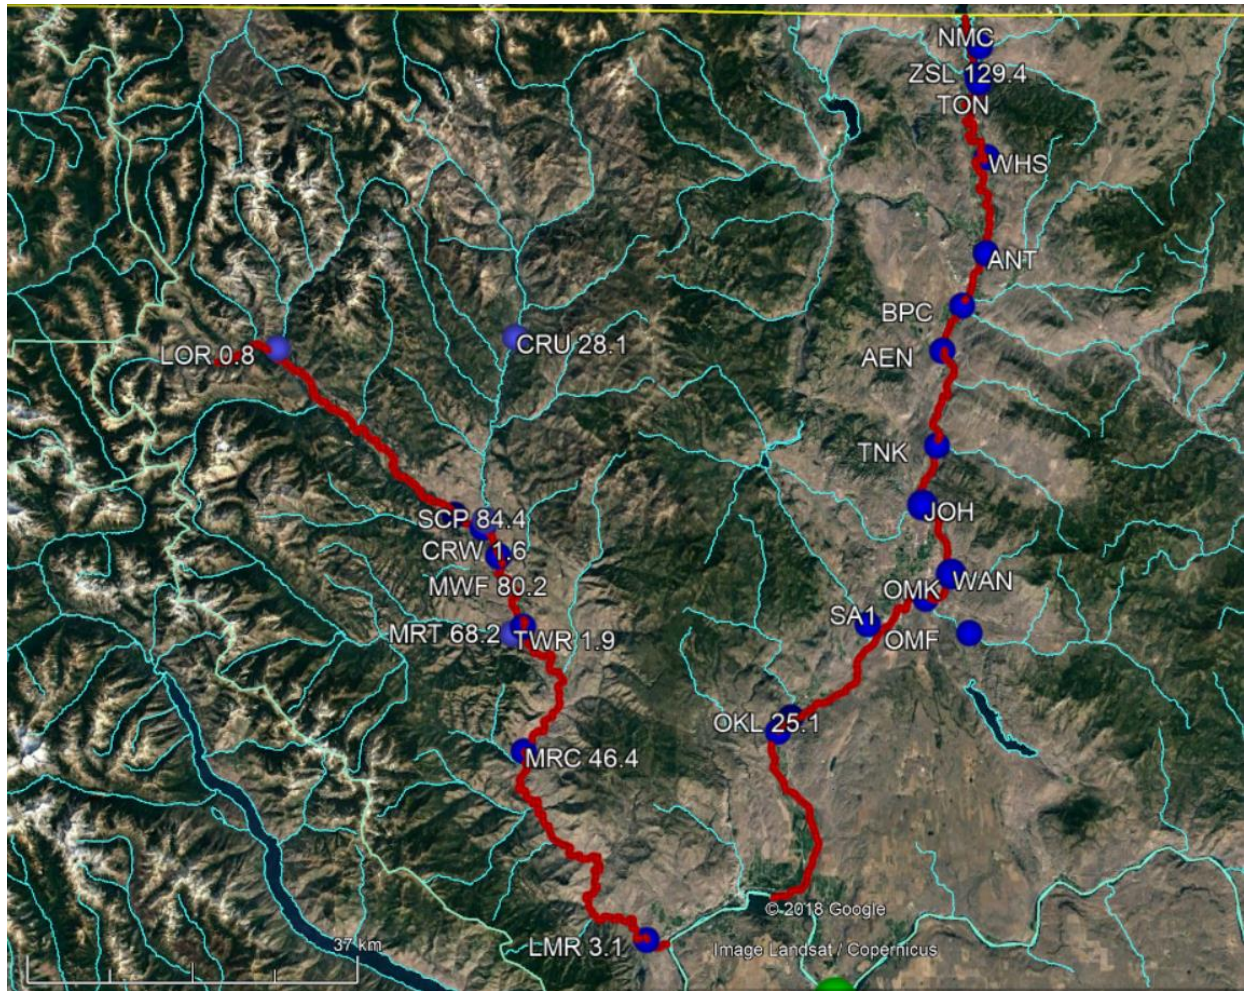 NMC
ZSL 129.4
TON
WHS
ANT
BPC
LOR 0.8
CRU 28.1
AEN
TNK
SCP 84.4
JOH
CRW 1.6
MWF 80.2
OMK
WAN
SA1
MRT 68.2
TWR 1.9
OMF
OKL 25.1
MRC 46.4
© 2018 Google
LMR 3.1
37 km
Image Landsat / Copernicus